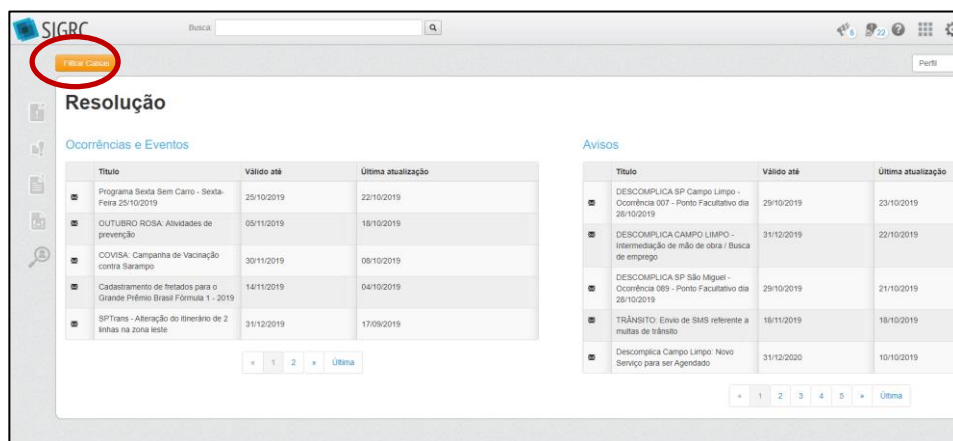 SIGRC
Busca:
6
22
Filtrar Caixas
Perfil
Resolução
Ocorrências e Eventos
Título Válido até Última atualização
Programa Sexta Sem Carro - Sexta-
Feira 25/10/2019
25/10/2019 22/10/2019
OUTUBRO ROSA: Atividades de
prevenção
05/11/2019 18/10/2019
COVISA: Campanha de Vacinação
contra Sarampo
30/11/2019 08/10/2019
Cadastramento de fretados para o
Grande Prêmio Brasil Fórmula 1 - 2019
14/11/2019 04/10/2019
SPTrans - Alteração do itinerário de 2
linhas na zona leste
31/12/2019 17/09/2019
« 1 2 » Última
Avisos
Título Válido até Última atualização
DESCOMPLICA SP Campo Limpo -
Ocorrência 007 - Ponto Facultativo dia
28/10/2019
29/10/2019 23/10/2019
DESCOMPLICA CAMPO LIMPO -
Intermediação de mão de obra / Busca
de emprego
31/12/2019 22/10/2019
DESCOMPLICA SP São Miguel -
Ocorrência 089 - Ponto Facultativo dia
28/10/2019
29/10/2019 21/10/2019
TRÂNSITO: Envio de SMS referente a
multas de trânsito
18/11/2019 18/10/2019
Descomplica Campo Limpo: Novo
Serviço para ser Agendado
31/12/2020 10/10/2019
« 1 2 3 4 5 » Última